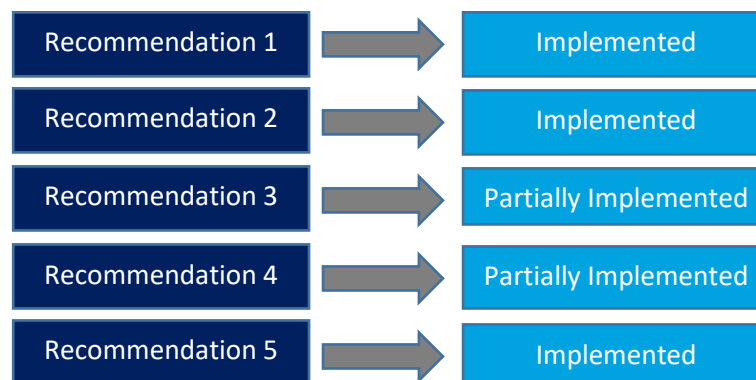 Recommendation 1
Implemented
Recommendation 2
Implemented
Recommendation 3
Partially Implemented
Recommendation 4
Partially Implemented
Recommendation 5
Implemented